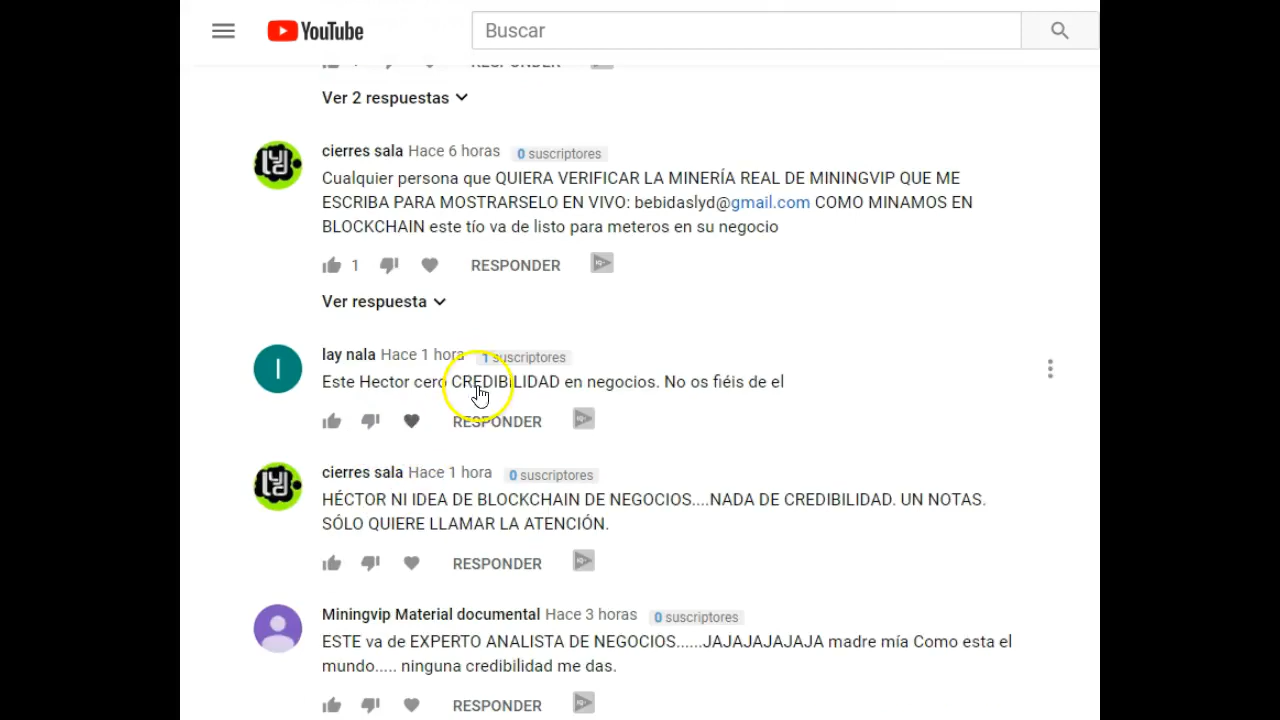 YouTube
Buscar
RESPONDER
Ver 2 respuestas
cierres sala Hace 6 horas 0 suscriptores
Cualquier persona que QUIERA VERIFICAR LA MINERÍA REAL DE MININGVIP QUE ME
ESCRIBA PARA MOSTRARSELO EN VIVO: bebidaslyd@gmail.com COMO MINAMOS EN
BLOCKCHAIN este tío va de listo para meteros en su negocio
1 RESPONDER
Ver respuesta
lay nala Hace 1 hora 1 suscriptores
Este Hector cero CREDIBILIDAD en negocios. No os fiéis de el
RESPONDER
cierres sala Hace 1 hora 0 suscriptores
HÉCTOR NI IDEA DE BLOCKCHAIN DE NEGOCIOS....NADA DE CREDIBILIDAD. UN NOTAS.
SÓLO QUIERE LLAMAR LA ATENCIÓN.
RESPONDER
Miningvip Material documental Hace 3 horas 0 suscriptores
ESTE va de EXPERTO ANALISTA DE NEGOCIOS......JAJAJAJAJAJA madre mía Como esta el
mundo..... ninguna credibilidad me das.
RESPONDER